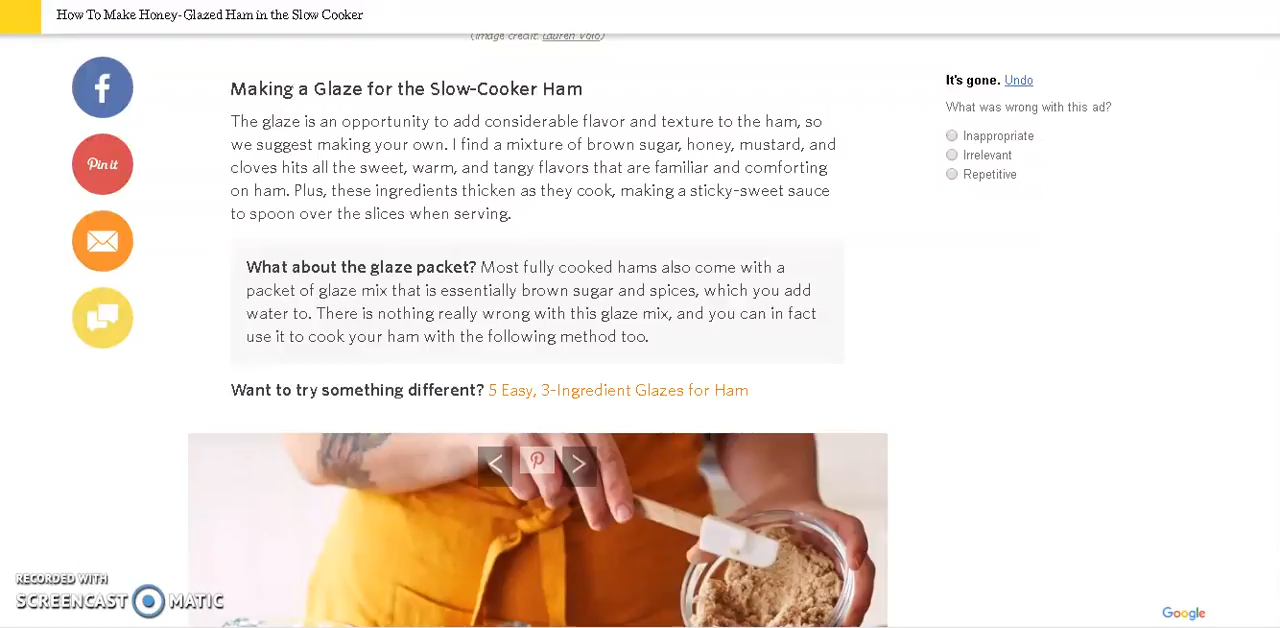 How To Make Honey-Glazed Ham in the Slow Cooker
(Image credit: Lauren Volo)
Making a Glaze for the Slow-Cooker Ham
The glaze is an opportunity to add considerable flavor and texture to the ham, so
we suggest making your own. I find a mixture of brown sugar, honey, mustard, and
cloves hits all the sweet, warm, and tangy flavors that are familiar and comforting
on ham. Plus, these ingredients thicken as they cook, making a sticky-sweet sauce
to spoon over the slices when serving.
What about the glaze packet? Most fully cooked hams also come with a
packet of glaze mix that is essentially brown sugar and spices, which you add
water to. There is nothing really wrong with this glaze mix, and you can in fact
use it to cook your ham with the following method too.
Want to try something different? 5 Easy, 3-Ingredient Glazes for Ham
It's gone. Undo
What was wrong with this ad?
Inappropriate
Irrelevant
Repetitive
Pin it
RECORDED WITH
SCREENCAST MATIC
Google